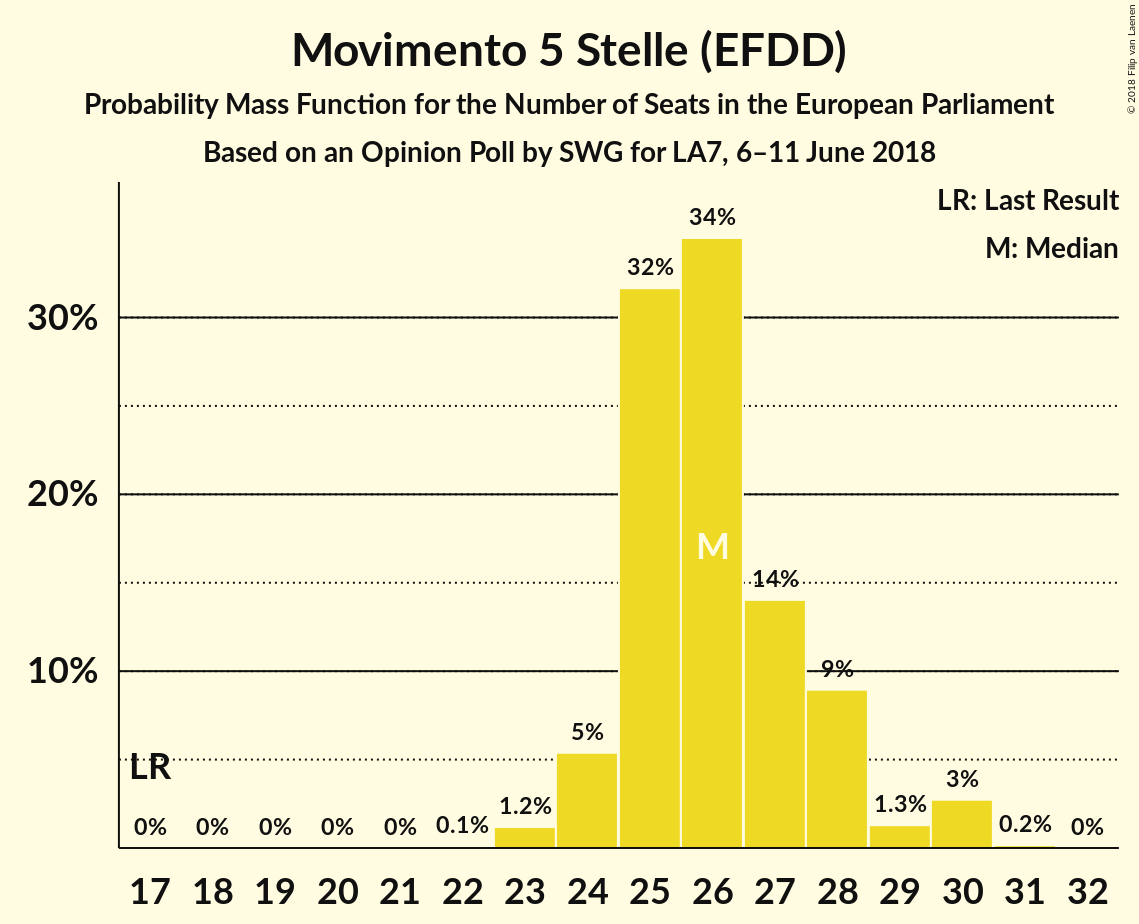 Movimento 5 Stelle (EFDD)
Probability Mass Function for the Number of Seats in the European Parliament
Based on an Opinion Poll by SWG for LA7, 6–11 June 2018
© 2018 Filip van Laenen
LR: Last Result
M: Median
34%
32%
30%
20%
M
14%
10%
9%
5%
LR
3%
1.2%
1.3%
0%
0%
0%
0%
0%
0.1%
0.2%
0%
17 18 19 20 21 22 23 24 25 26 27 28 29 30 31 32